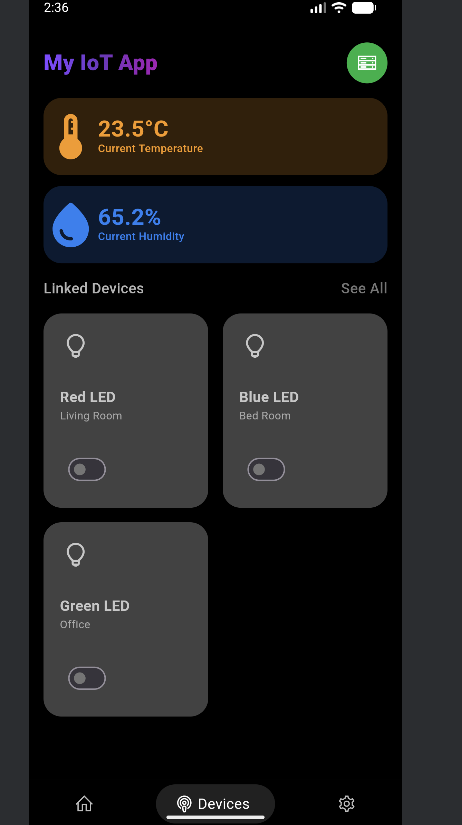 2:36
My IoT App
23.5°C
Current Temperature
65.2%
Current Humidity
Linked Devices
See All
Red LED
Living Room
Blue LED
Bed Room
Green LED
Office
Devices